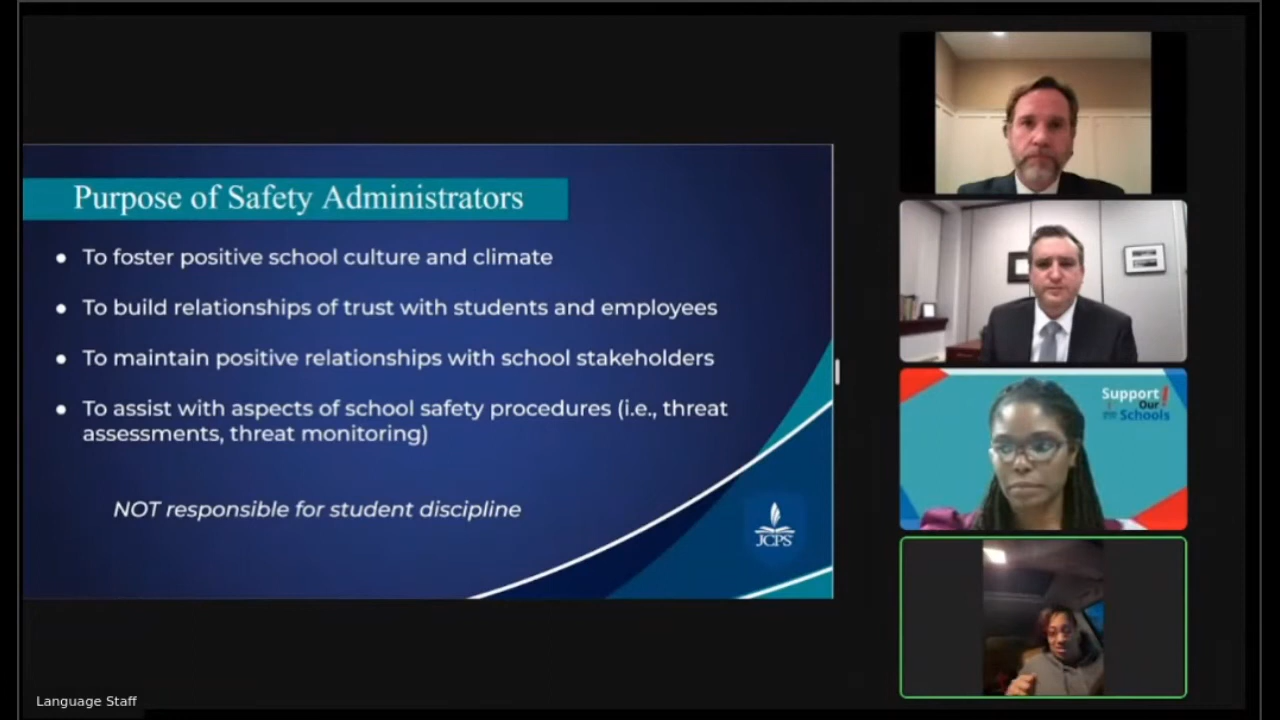 Purpose of Safety Administrators
● To foster positive school culture and climate
● To build relationships of trust with students and employees
● To maintain positive relationships with school stakeholders
● To assist with aspects of school safety procedures (i.e., threat
assessments, threat monitoring)
NOT responsible for student discipline
JCPS
Support!
Our
Schools
Language Staff